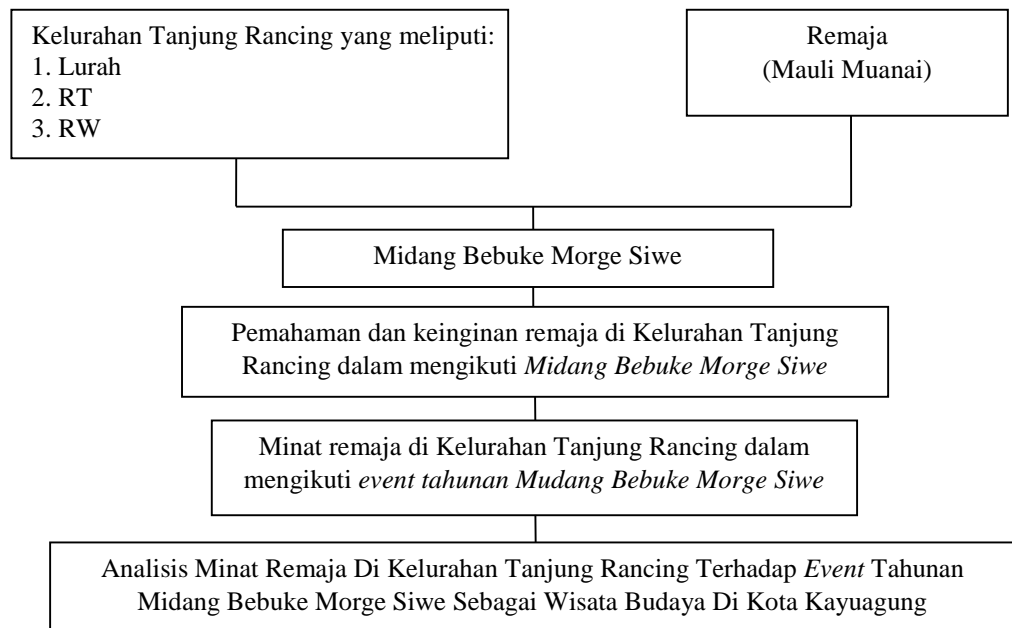 Kelurahan Tanjung Rancing yang meliputi:
1. Lurah
2. RT
3. RW
Remaja
(Mauli Muanai)
Midang Bebuke Morge Siwe
Pemahaman dan keinginan remaja di Kelurahan Tanjung
Rancing dalam mengikuti Midang Bebuke Morge Siwe
Minat remaja di Kelurahan Tanjung Rancing dalam
mengikuti event tahunan Mudang Bebuke Morge Siwe
Analisis Minat Remaja Di Kelurahan Tanjung Rancing Terhadap Event Tahunan
Midang Bebuke Morge Siwe Sebagai Wisata Budaya Di Kota Kayuagung